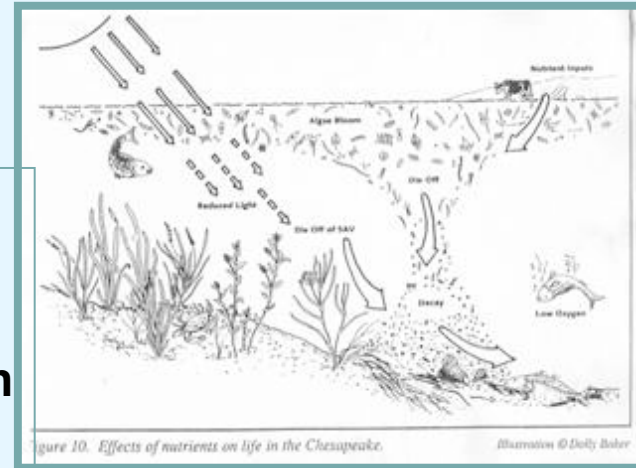 Nutrient Inputs
Algae Bloom
Die Off
Reduced Light
Die Off of SAV
Decay
Low Oxygen
n
igure 10. Effects of nutrients on life in the Chesapeake.
Illustration © Dolly Baker